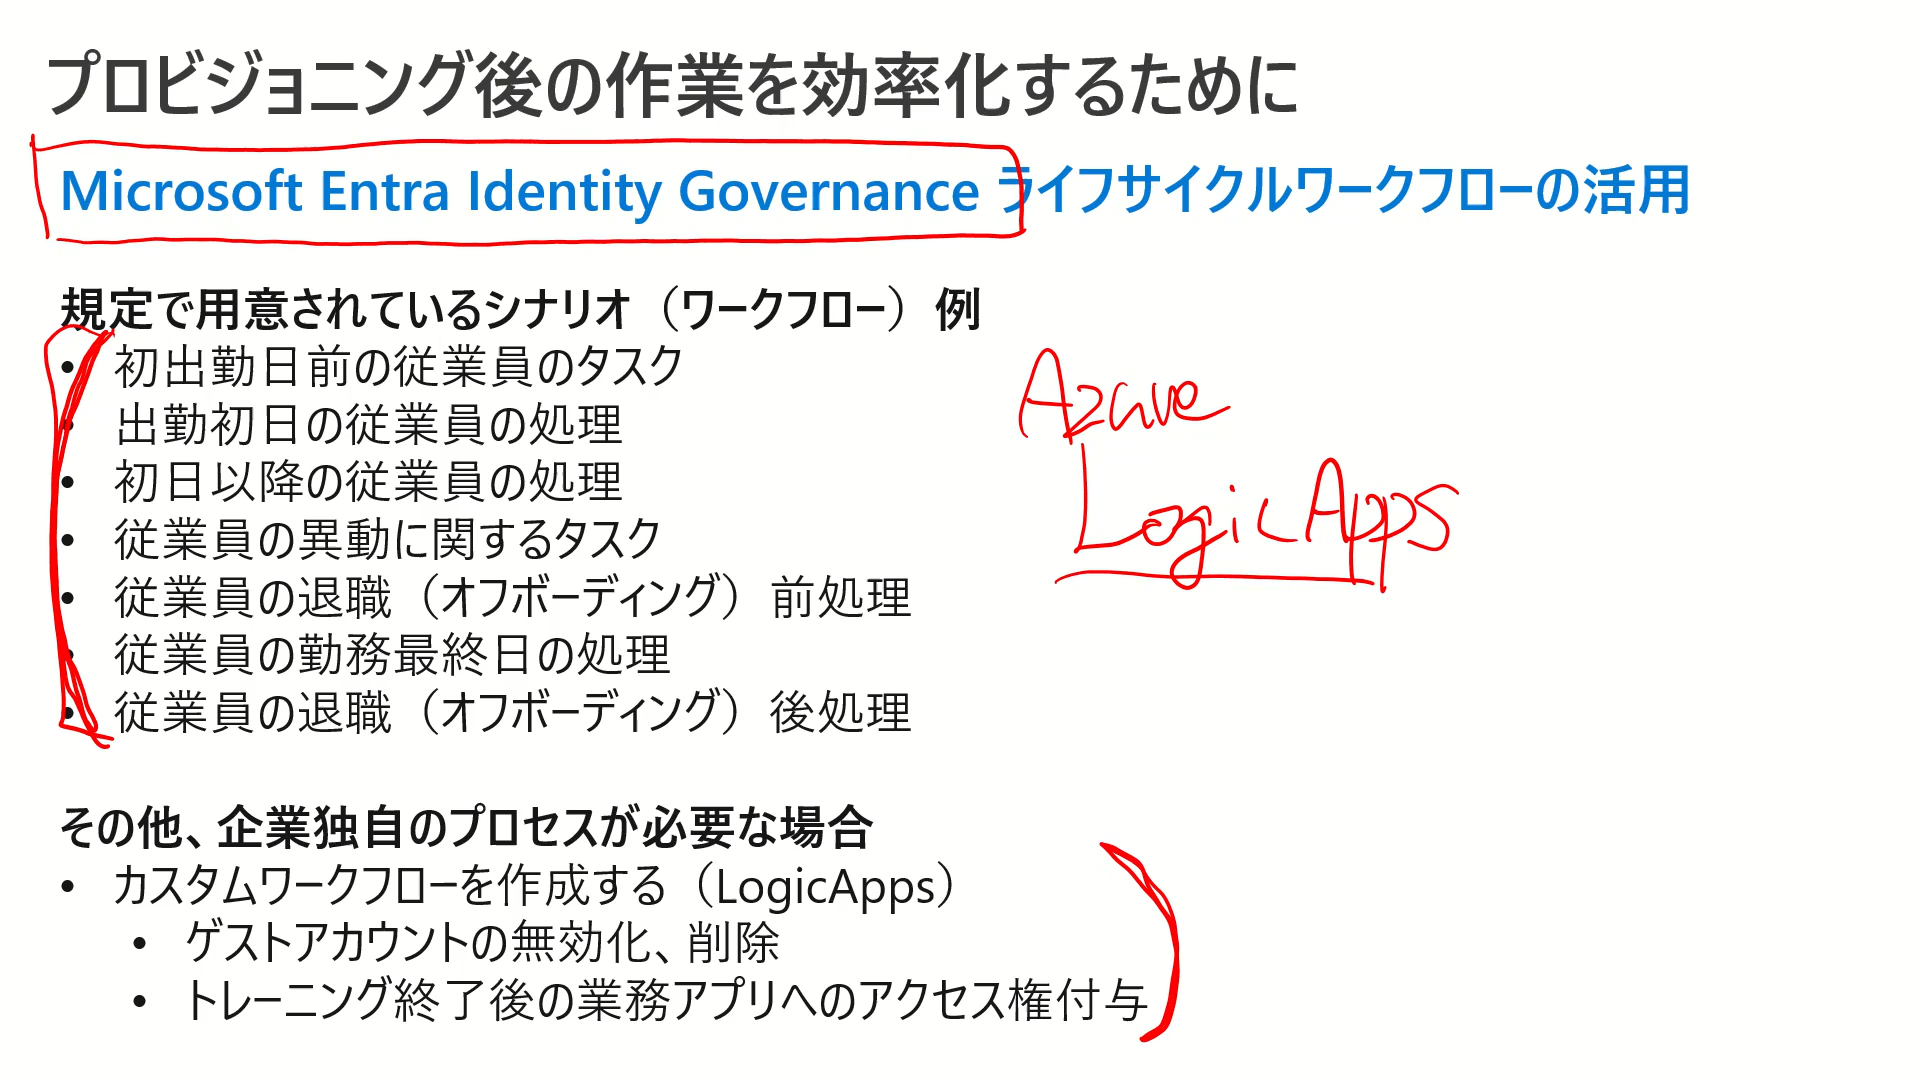 プロビジョニング後の作業を効率化するために
Microsoft Entra Identity Governance ライフサイクルワークフローの活用
規定で用意されているシナリオ（ワークフロー）例
• 初出勤日前の従業員のタスク
• 出勤初日の従業員の処理
• 初日以降の従業員の処理
• 従業員の異動に関するタスク
• 従業員の退職（オフボーディング）前処理
• 従業員の勤務最終日の処理
• 従業員の退職（オフボーディング）後処理
Azure
LogicApps
その他、企業独自のプロセスが必要な場合
• カスタムワークフローを作成する（LogicApps）
• ゲストアカウントの無効化、削除
• トレーニング終了後の業務アプリへのアクセス権付与